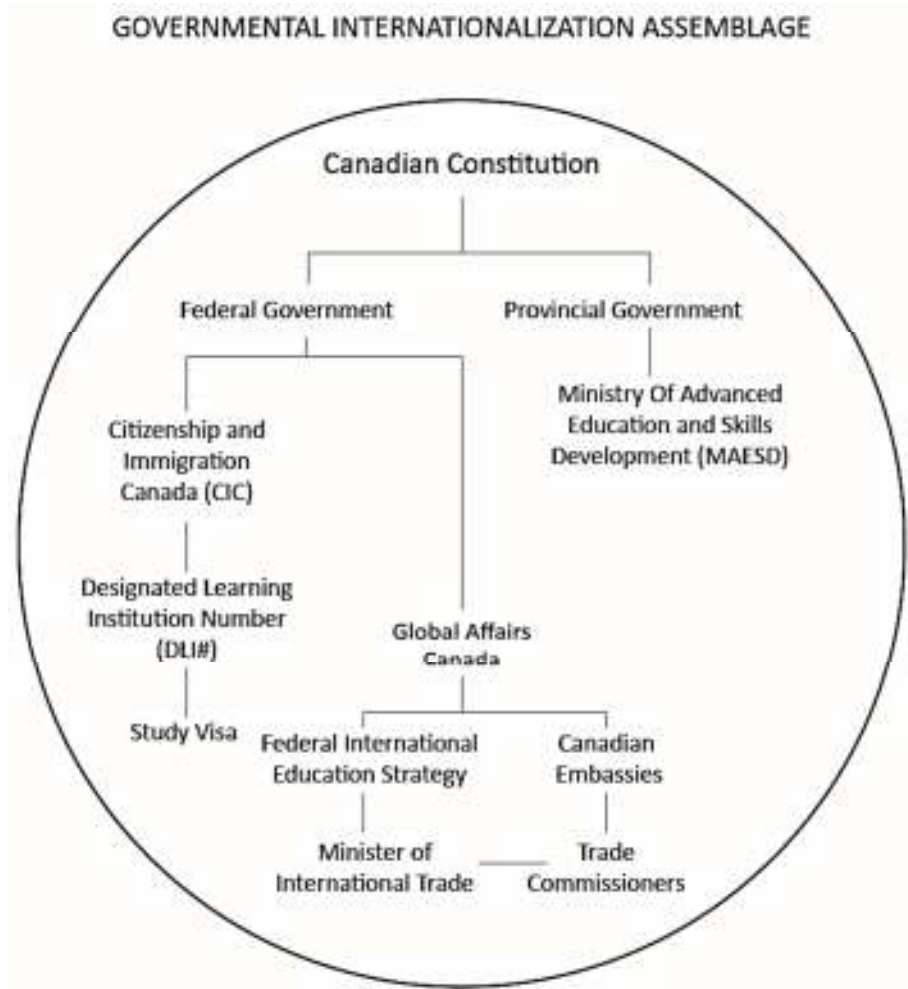 GOVERNMENTAL INTERNATIONALIZATION ASSEMBLAGE
Canadian Constitution
Federal Government
Provincial Government
Ministry Of Advanced
Education and Skills
Development (MAESD)
Citizenship and
Immigration
Canada (CIC)
Designated Learning
Institution Number
(DLI#)
Study Visa
Global Affairs
Canada
Federal International
Education Strategy
Canadian
Embassies
Minister of
International Trade
Trade
Commissioners